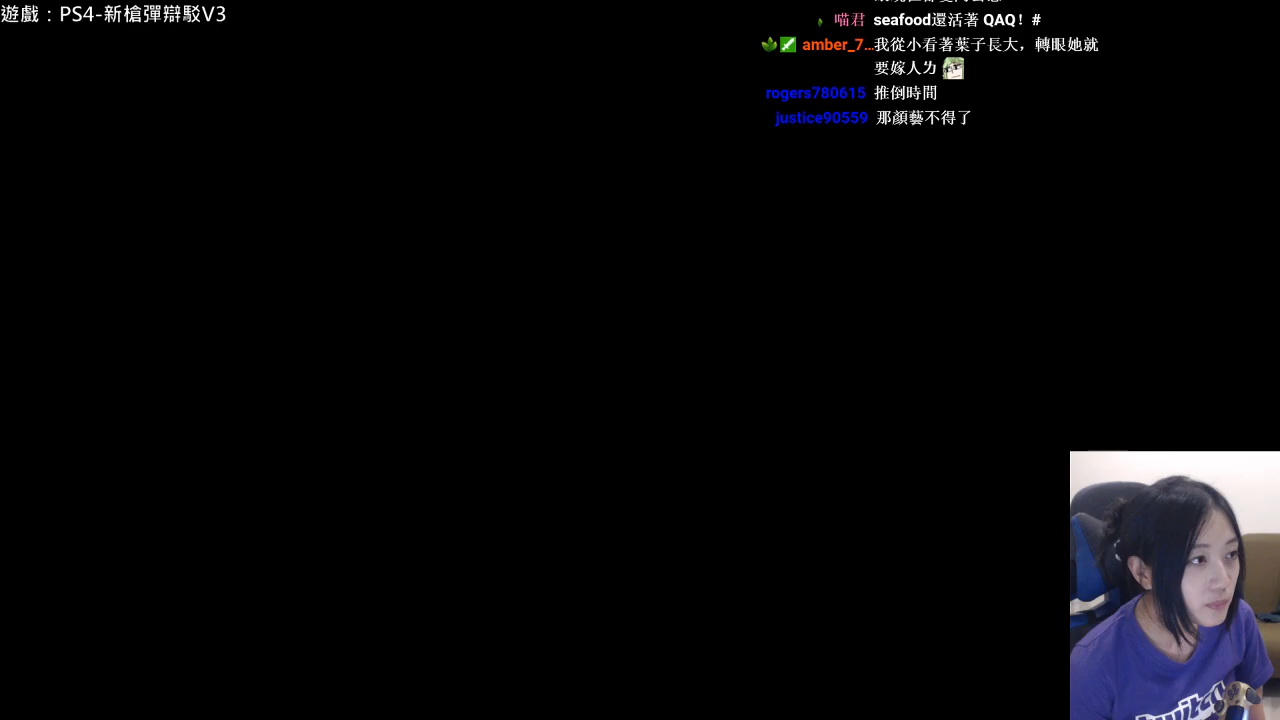 遊戲：PS4-新槍彈辯駁V3
喵君 seafood還活著 QAQ！#
amber_7…我從小看著葉子長大，轉眼她就
要嫁人ㄌ
rogers780615 推倒時間
justice90559 那顏藝不得了
twitch